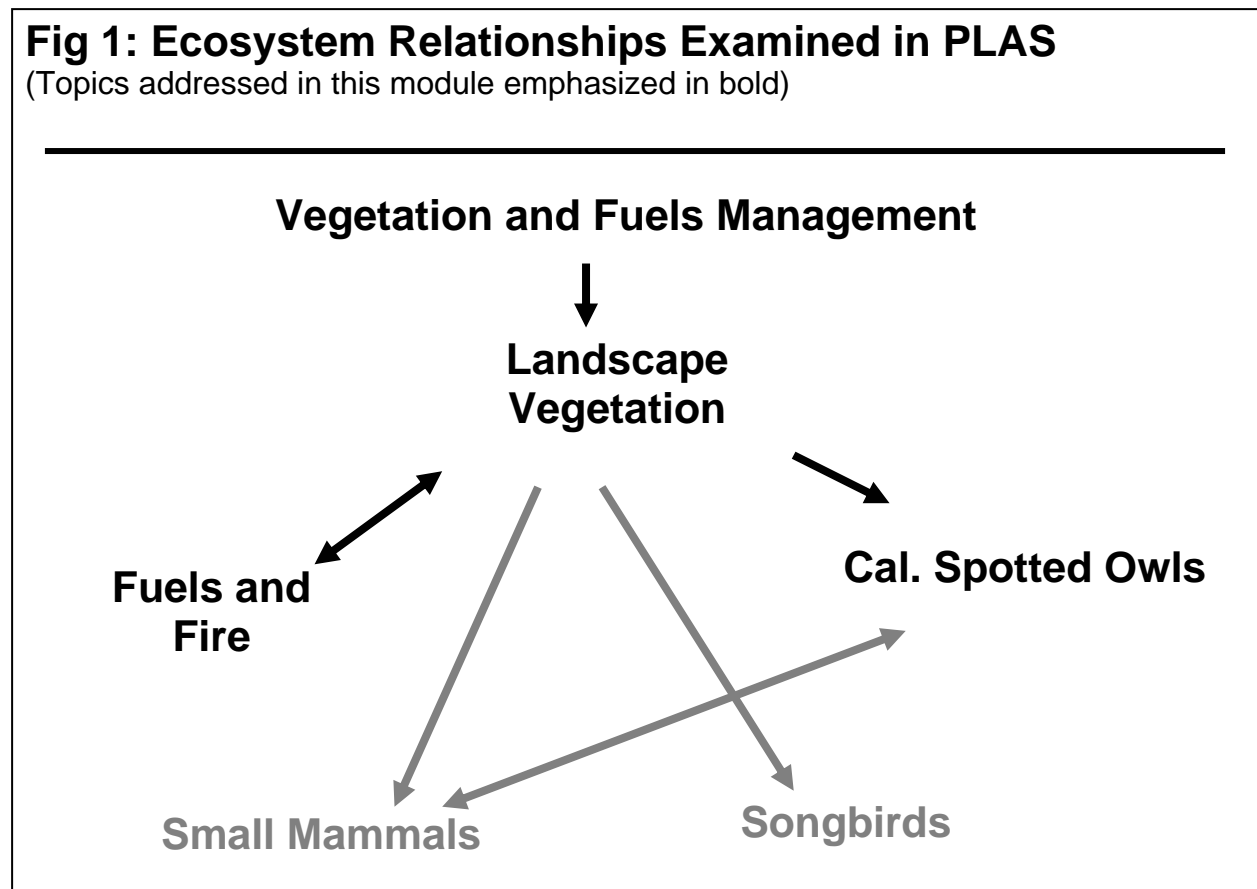 Fig 1: Ecosystem Relationships Examined in PLAS
(Topics addressed in this module emphasized in bold)
Vegetation and Fuels Management
Landscape
Vegetation
Fuels and
Fire
Cal. Spotted Owls
Small Mammals
Songbirds